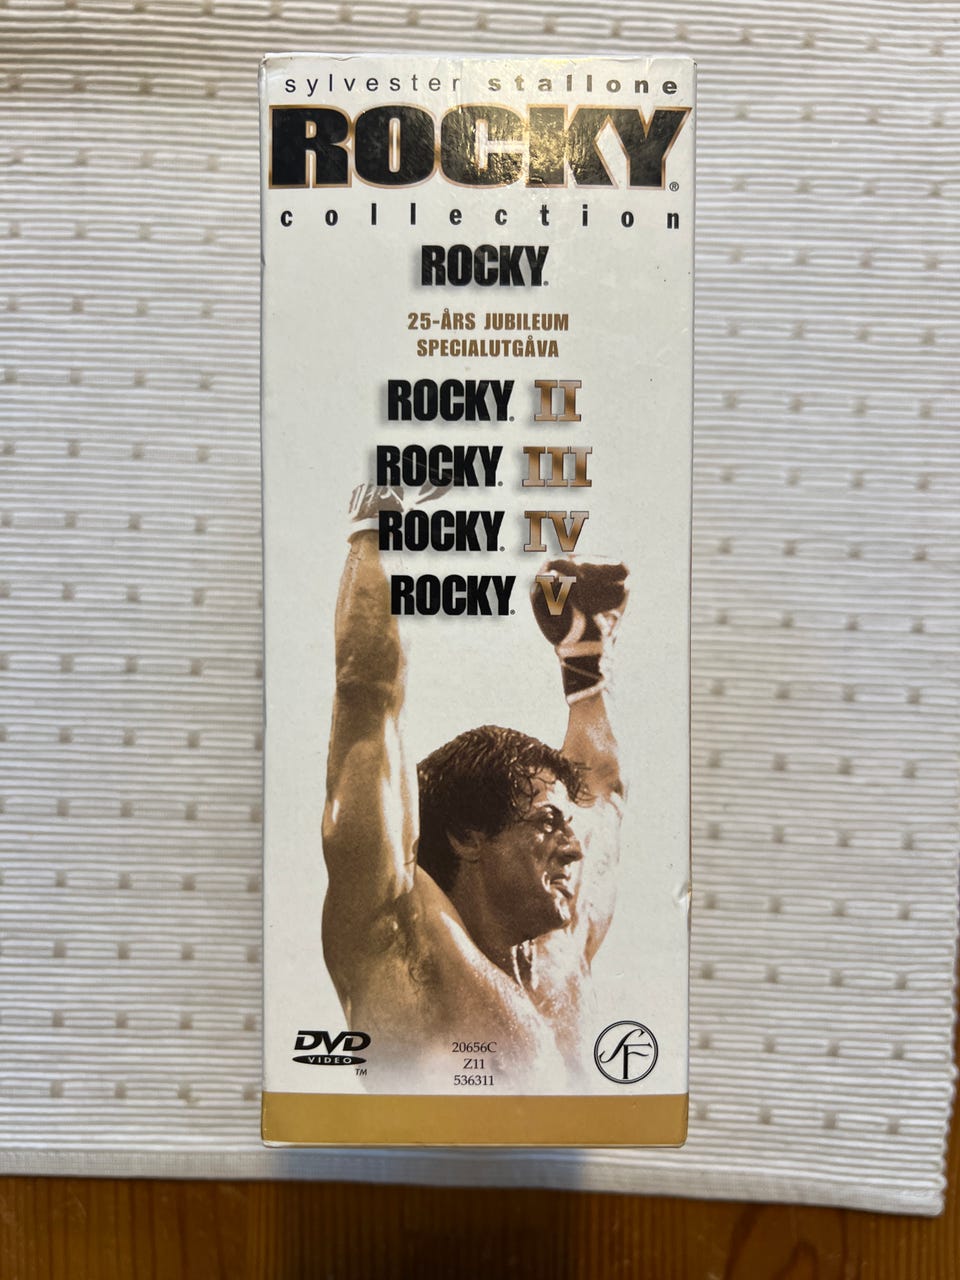 sylvester stallone
ROCKY®
collection
ROCKY.
25-ÅRS JUBILEUM
SPECIALUTGÅVA
ROCKY. II
ROCKY. III
ROCKY. IV
ROCKY. V
DVD
VIDEO
TM
20656C
Z11
536311
SF